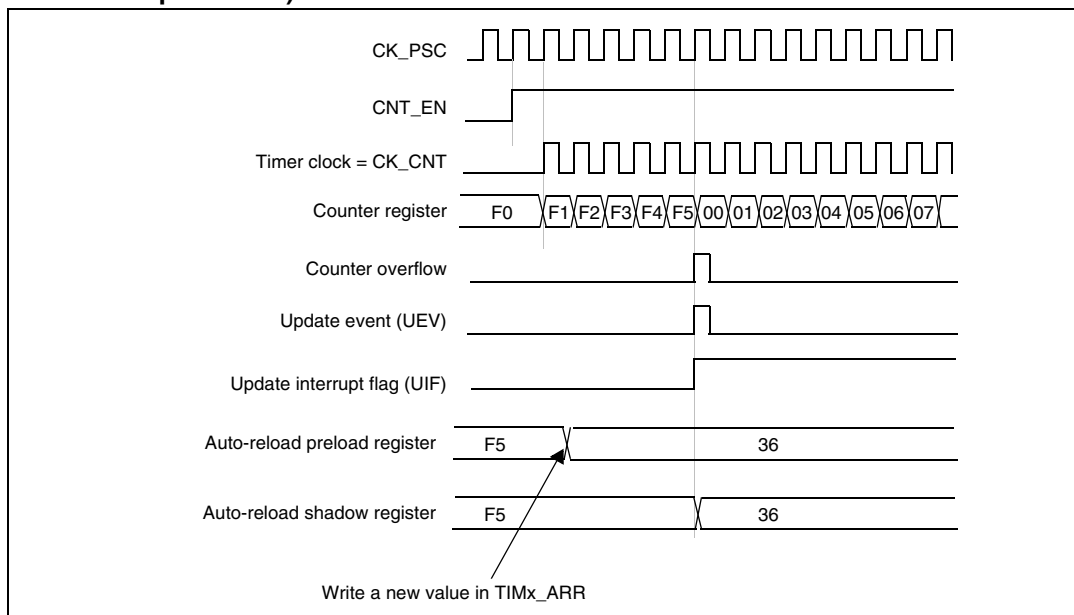 CK_PSC
CNT_EN
Timer clock = CK_CNT
Counter register F0 F1 F2 F3 F4 F5 00 01 02 03 04 05 06 07
Counter overflow
Update event (UEV)
Update interrupt flag (UIF)
Auto-reload preload register F5 36
Auto-reload shadow register F5 36
Write a new value in TIMx_ARR